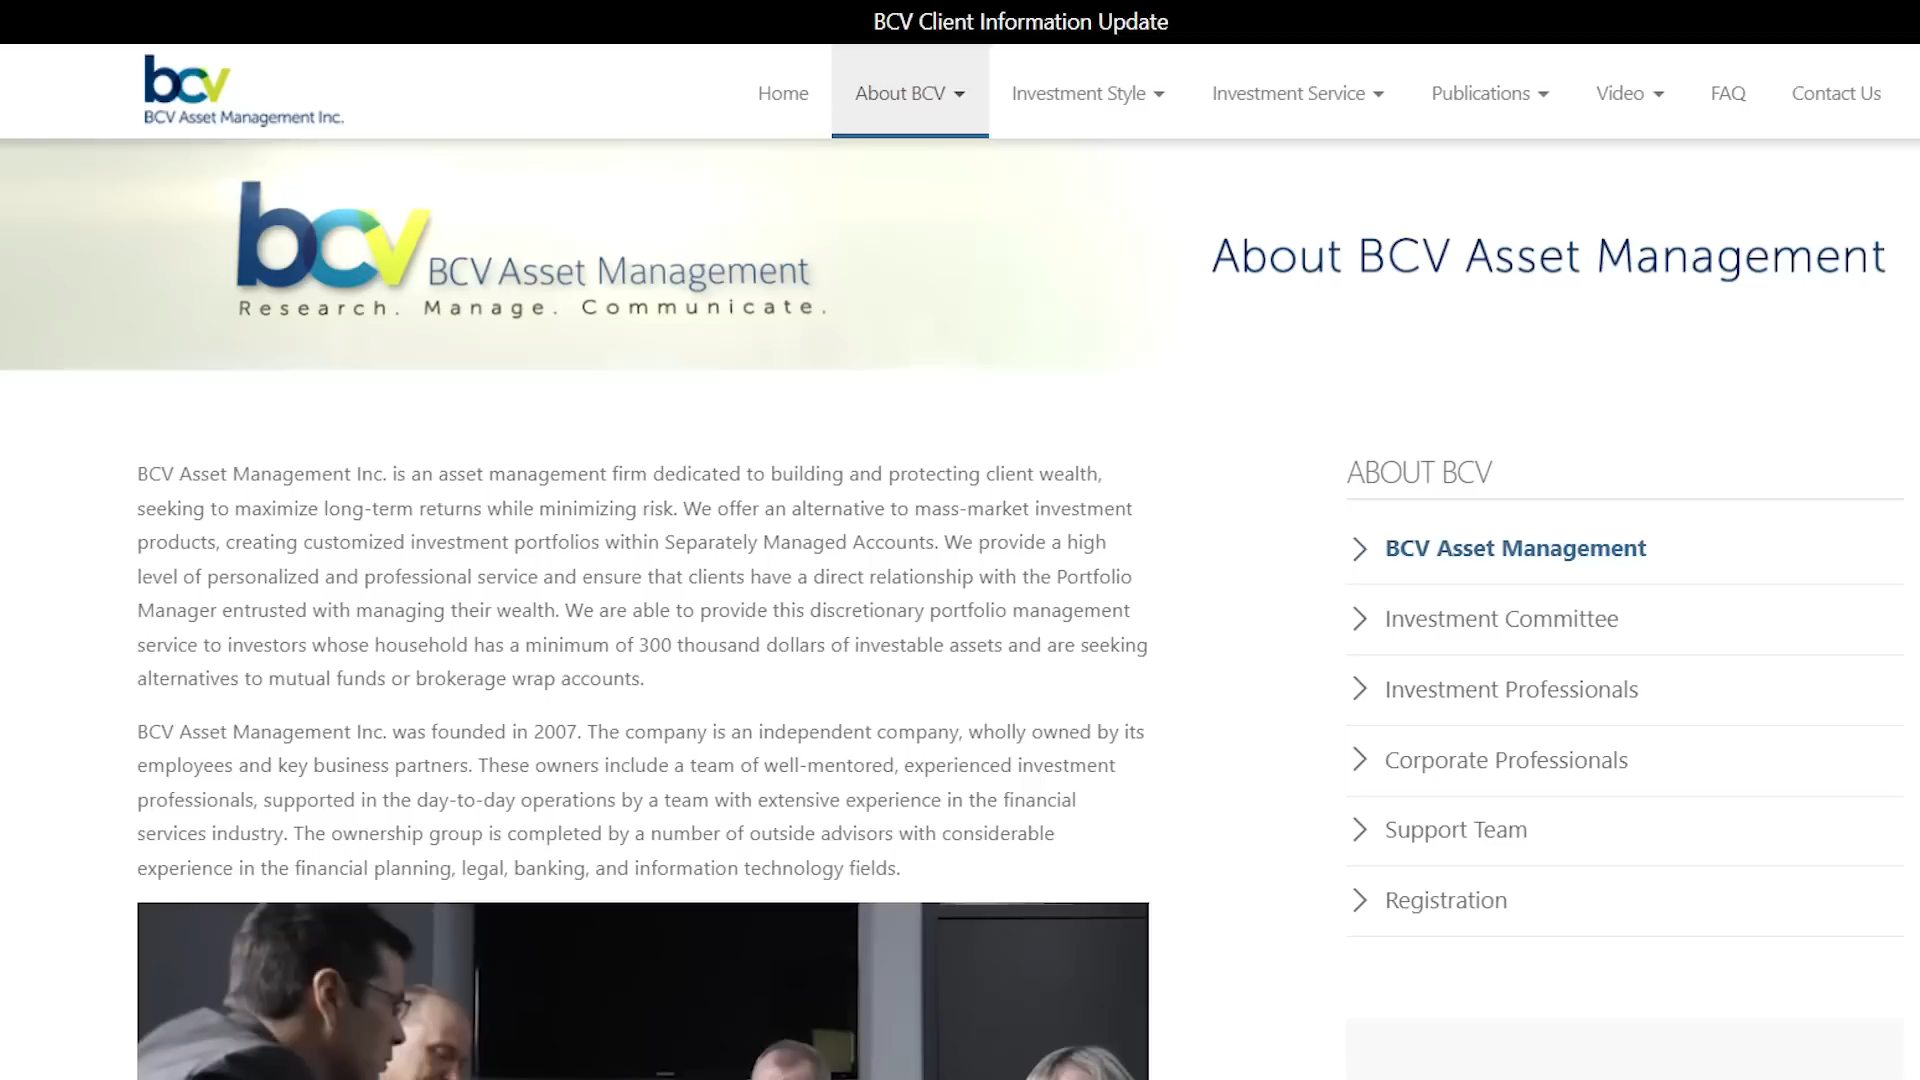 BCV Client Information Update
bcv
BCV Asset Management Inc.
Home
About BCV
Investment Style
Investment Service
Publications
Video
FAQ
Contact Us
bcv BCV Asset Management
Research. Manage. Communicate.
About BCV Asset Management
BCV Asset Management Inc. is an asset management firm dedicated to building and protecting client wealth,
seeking to maximize long-term returns while minimizing risk. We offer an alternative to mass-market investment
products, creating customized investment portfolios within Separately Managed Accounts. We provide a high
level of personalized and professional service and ensure that clients have a direct relationship with the Portfolio
Manager entrusted with managing their wealth. We are able to provide this discretionary portfolio management
service to investors whose household has a minimum of 300 thousand dollars of investable assets and are seeking
alternatives to mutual funds or brokerage wrap accounts.
BCV Asset Management Inc. was founded in 2007. The company is an independent company, wholly owned by its
employees and key business partners. These owners include a team of well-mentored, experienced investment
professionals, supported in the day-to-day operations by a team with extensive experience in the financial
services industry. The ownership group is completed by a number of outside advisors with considerable
experience in the financial planning, legal, banking, and information technology fields.
ABOUT BCV
BCV Asset Management
Investment Committee
Investment Professionals
Corporate Professionals
Support Team
Registration